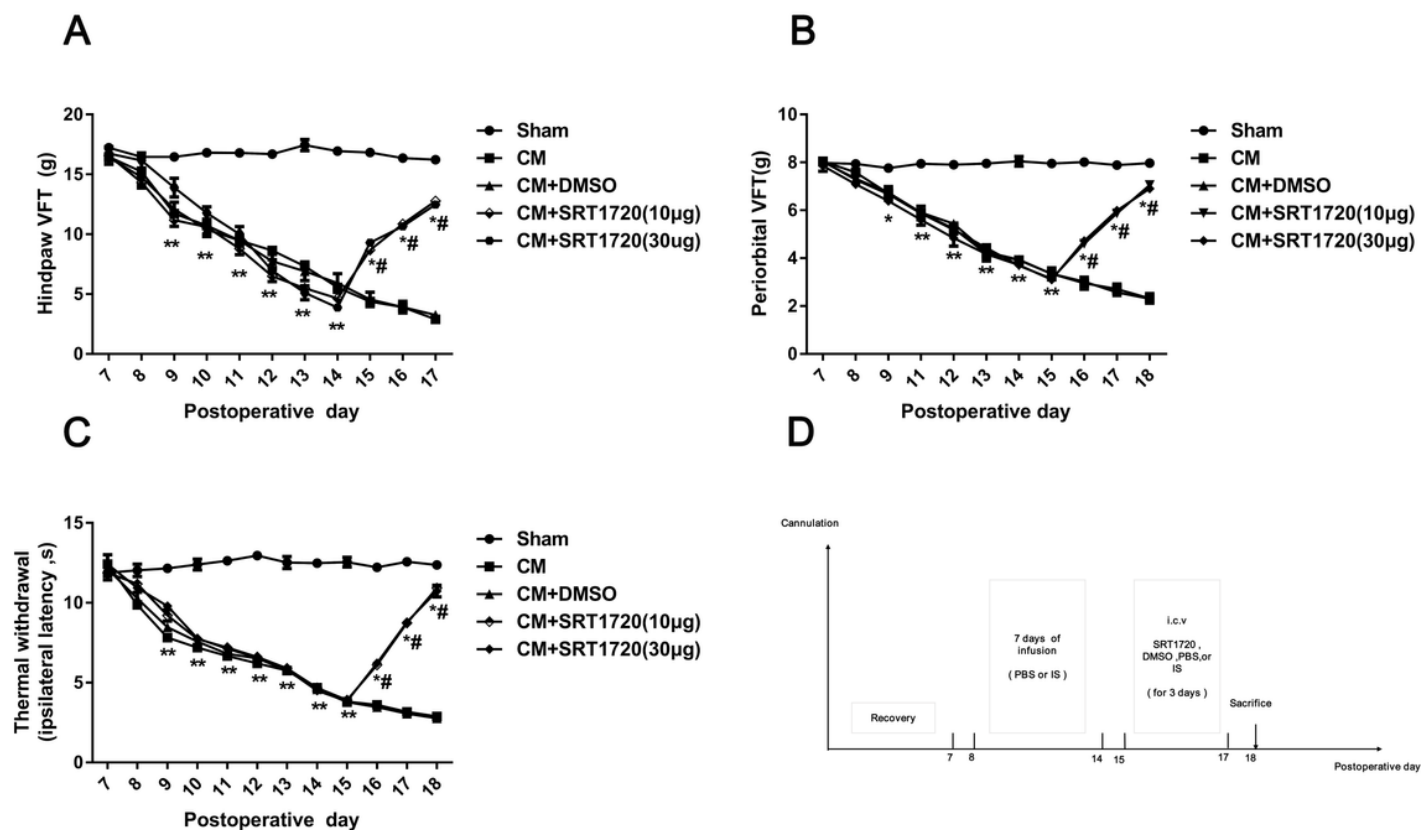 A
Hindpaw VFT (g)
20
15
10
5
0
** ** ** ** ** ** *# *# *#
7 8 9 10 11 12 13 14 15 16 17
Postoperative day
Sham
CM
CM+DMSO
CM+SRT1720(10µg)
CM+SRT1720(30ug)
B
Periorbital VFT(g)
10
8
6
4
2
0
* ** ** ** ** ** *# *# *#
7 8 9 11 12 13 14 15 16 17 18
Postoperative day
Sham
CM
CM+DMSO
CM+SRT1720(10µg)
CM+SRT1720(30µg)
C
Thermal withdrawal
(ipsilateral latency ,s)
15
10
5
0
** ** ** ** ** ** ** *# *# *#
7 8 9 10 11 12 13 14 15 16 17 18
Postoperative day
Sham
CM
CM+DMSO
CM+SRT1720(10µg)
CM+SRT1720(30µg)
D
Cannulation
Recovery
7 days of
infusion
( PBS or IS )
i.c.v
SRT1720 ,
DMSO ,PBS,or
IS
( for 3 days )
Sacrifice
7 8 14 15 17 18
Postoperative day